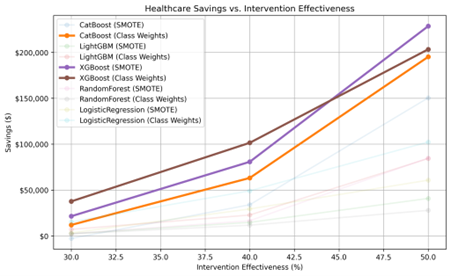 Healthcare Savings vs. Intervention Effectiveness
CatBoost (SMOTE)
CatBoost (Class Weights)
LightGBM (SMOTE)
LightGBM (Class Weights)
XGBoost (SMOTE)
XGBoost (Class Weights)
RandomForest (SMOTE)
RandomForest (Class Weights)
LogisticRegression (SMOTE)
LogisticRegression (Class Weights)
Savings ($)
$200,000
$150,000
$100,000
$50,000
$0
30.0 32.5 35.0 37.5 40.0 42.5 45.0 47.5 50.0
Intervention Effectiveness (%)